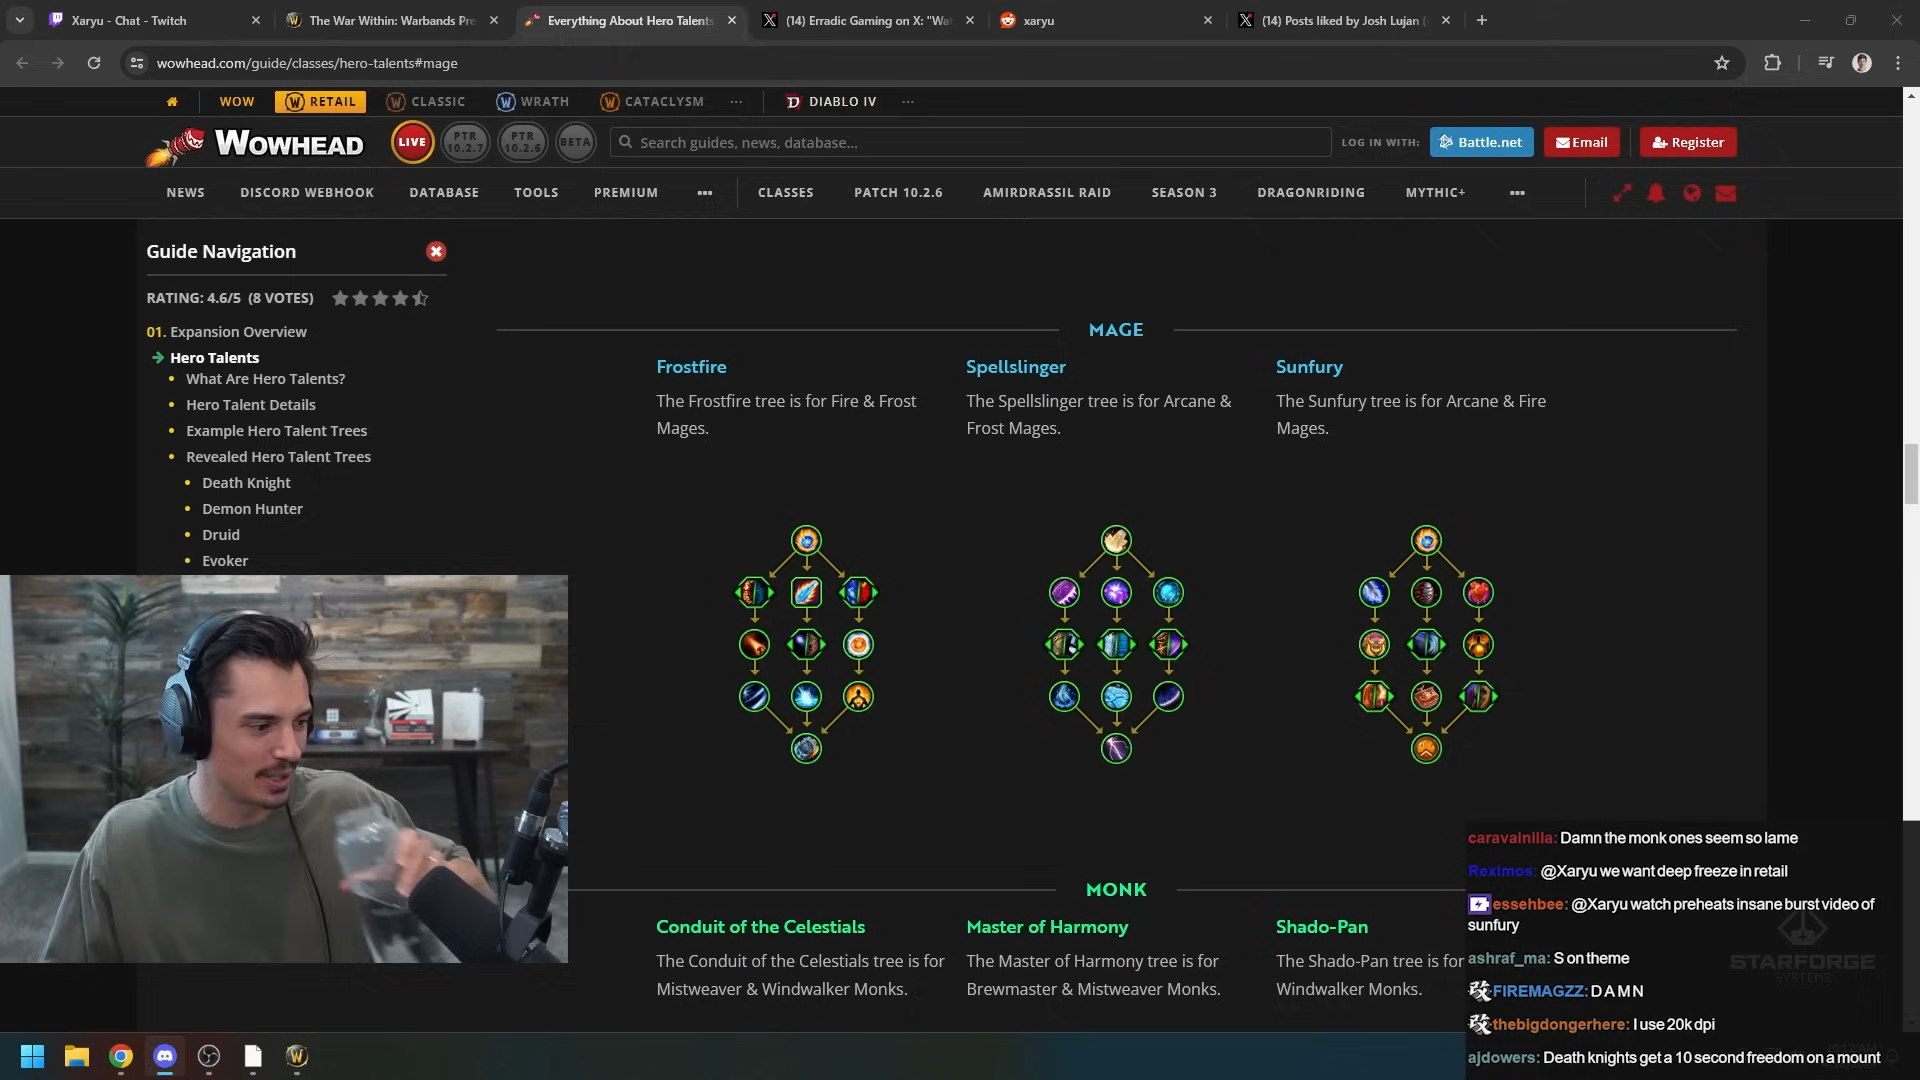 Xaryu - Chat - Twitch
The War Within: Warbands Pre
Everything About Hero Talents
(14) Erradic Gaming on X: "Wa
xaryu
(14) Posts liked by Josh Lujan (
wowhead.com/guide/classes/hero-talents#mage
WOW
RETAIL
CLASSIC
WRATH
CATACLYSM
DIABLO IV
WOWHEAD
LIVE
PTR 10.2.7
PTR 10.2.6
BETA
Search guides, news, database...
LOG IN WITH:
Battle.net
Email
Register
NEWS
DISCORD WEBHOOK
DATABASE
TOOLS
PREMIUM
CLASSES
PATCH 10.2.6
AMIRDRASSIL RAID
SEASON 3
DRAGONRIDING
MYTHIC+
Guide Navigation
RATING: 4.6/5 (8 VOTES)
01. Expansion Overview
Hero Talents
What Are Hero Talents?
Hero Talent Details
Example Hero Talent Trees
Revealed Hero Talent Trees
Death Knight
Demon Hunter
Druid
Evoker
MAGE
Frostfire
The Frostfire tree is for Fire & Frost
Mages.
Spellslinger
The Spellslinger tree is for Arcane &
Frost Mages.
Sunfury
The Sunfury tree is for Arcane & Fire
Mages.
MONK
Conduit of the Celestials
The Conduit of the Celestials tree is for
Mistweaver & Windwalker Monks.
Master of Harmony
The Master of Harmony tree is for
Brewmaster & Mistweaver Monks.
Shado-Pan
The Shado-Pan tree is for
Windwalker Monks.
caravainilla: Damn the monk ones seem so lame
Reximos: @Xaryu we want deep freeze in retail
essehbee: @Xaryu watch preheats insane burst video of
sunfury
ashraf_ma: S on theme
FIREMAGZZ: D A M N
thebigdongerhere: I use 20k dpi
ajdowers: Death knights get a 10 second freedom on a mount
STARFORGE
SYSTEMS